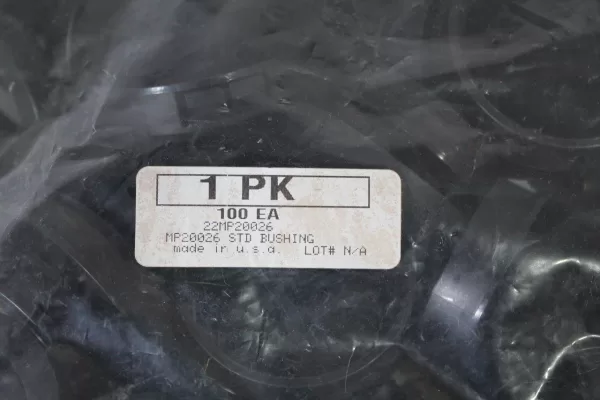 1 PK
100 EA
22MP20026
MP20026 STD BUSHING
made in u.s.a. LOT# N/A